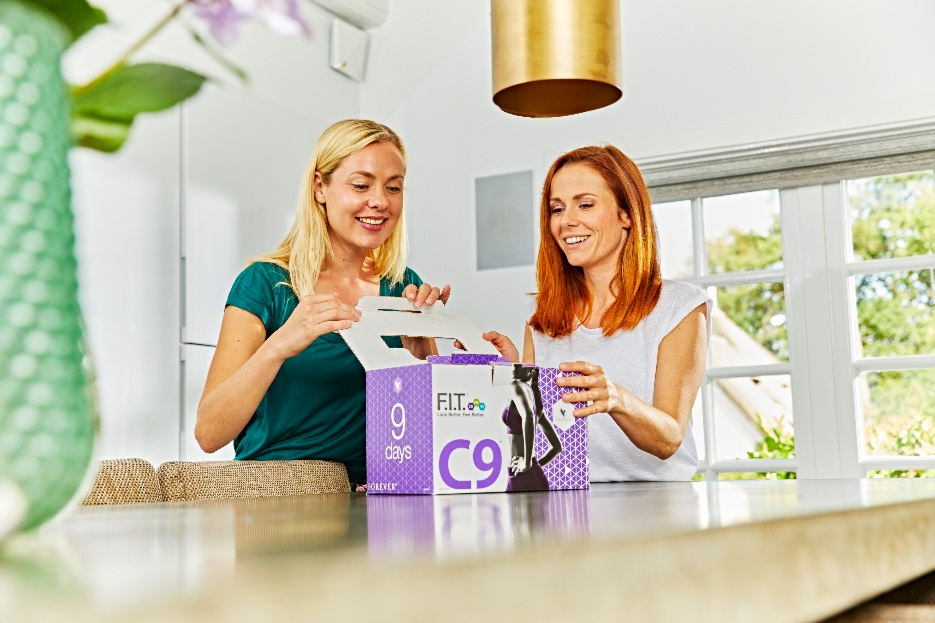 9
days
FOREVER
F.I.T.
Look Better. Feel Better.
C9